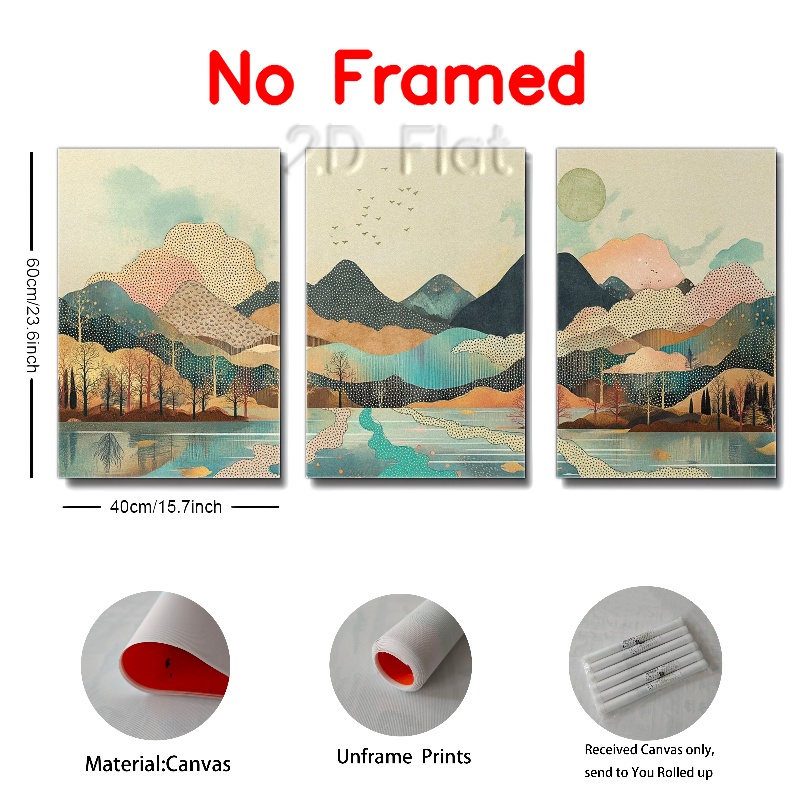 No Framed
2D Flat
60cm/23.6inch
40cm/15.7inch
Material:Canvas
Unframe Prints
Received Canvas only,
send to You Rolled up